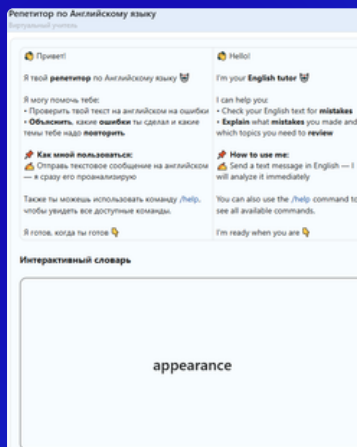 Репетитор по Английскому языку
Виртуальный учитель
Привет!
Я твой репетитор по Английскому языку
Я могу помочь тебе:
• Проверить твой текст на английском на ошибки
• Объяснить, какие ошибки ты сделал и какие
темы тебе надо повторить.
Как мной пользоваться:
Отправь текстовое сообщение на английском
— я сразу его проанализирую
Также ты можешь использовать команду /help,
чтобы увидеть все доступные команды.
Я готов, когда ты готов
Hello!
I'm your English tutor
I can help you:
• Check your English text for mistakes
• Explain what mistakes you made and
which topics you need to review
How to use me:
Send a text message in English — I
will analyze it immediately
You can also use the /help command to
see all available commands.
I'm ready when you are
Интерактивный словарь
appearance